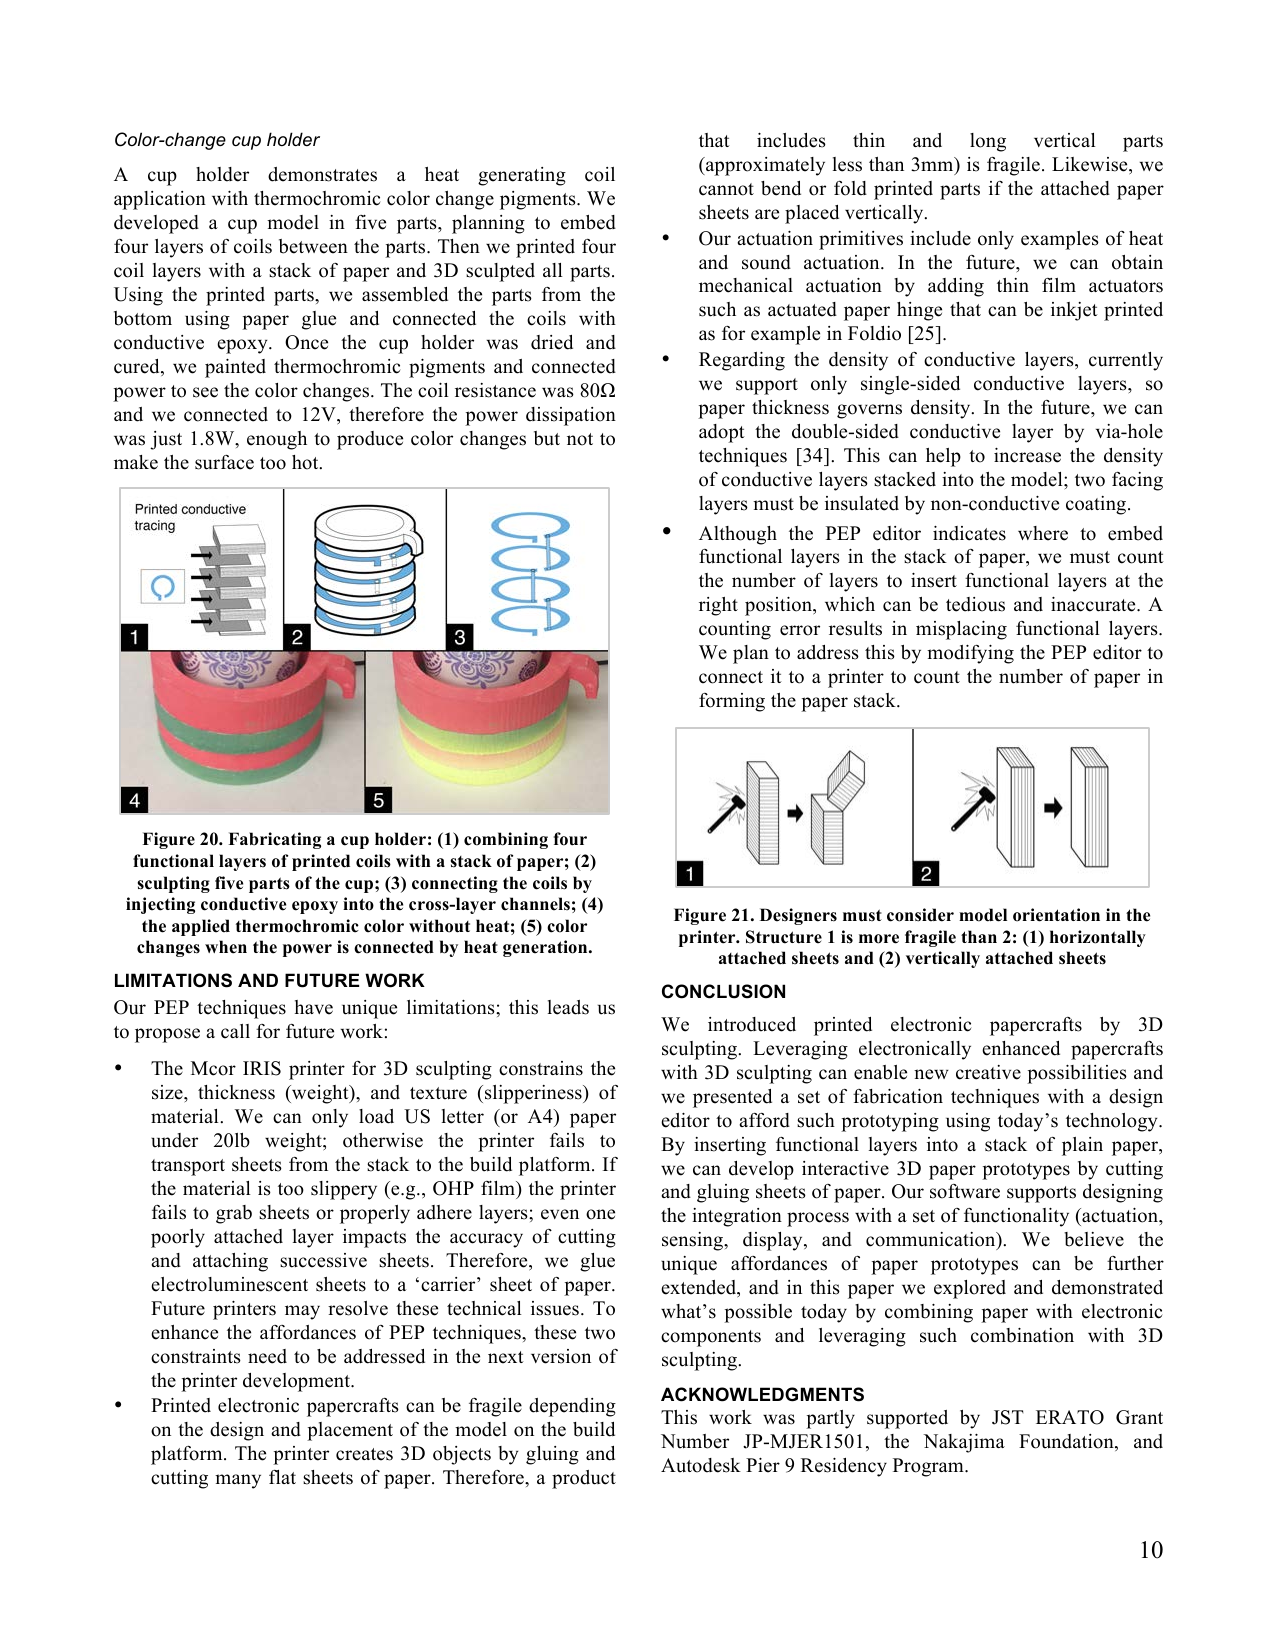 Color-change cup holder
A cup holder demonstrates a heat generating coil
application with thermochromic color change pigments. We
developed a cup model in five parts, planning to embed
four layers of coils between the parts. Then we printed four
coil layers with a stack of paper and 3D sculpted all parts.
Using the printed parts, we assembled the parts from the
bottom using paper glue and connected the coils with
conductive epoxy. Once the cup holder was dried and
cured, we painted thermochromic pigments and connected
power to see the color changes. The coil resistance was 80Ω
and we connected to 12V, therefore the power dissipation
was just 1.8W, enough to produce color changes but not to
make the surface too hot.
Printed conductive
tracing
1
2
3
4
5
Figure 20. Fabricating a cup holder: (1) combining four
functional layers of printed coils with a stack of paper; (2)
sculpting five parts of the cup; (3) connecting the coils by
injecting conductive epoxy into the cross-layer channels; (4)
the applied thermochromic color without heat; (5) color
changes when the power is connected by heat generation.
LIMITATIONS AND FUTURE WORK
Our PEP techniques have unique limitations; this leads us
to propose a call for future work:
• The Mcor IRIS printer for 3D sculpting constrains the
size, thickness (weight), and texture (slipperiness) of
material. We can only load US letter (or A4) paper
under 20lb weight; otherwise the printer fails to
transport sheets from the stack to the build platform. If
the material is too slippery (e.g., OHP film) the printer
fails to grab sheets or properly adhere layers; even one
poorly attached layer impacts the accuracy of cutting
and attaching successive sheets. Therefore, we glue
electroluminescent sheets to a ‘carrier’ sheet of paper.
Future printers may resolve these technical issues. To
enhance the affordances of PEP techniques, these two
constraints need to be addressed in the next version of
the printer development.
• Printed electronic papercrafts can be fragile depending
on the design and placement of the model on the build
platform. The printer creates 3D objects by gluing and
cutting many flat sheets of paper. Therefore, a product
that includes thin and long vertical parts
(approximately less than 3mm) is fragile. Likewise, we
cannot bend or fold printed parts if the attached paper
sheets are placed vertically.
• Our actuation primitives include only examples of heat
and sound actuation. In the future, we can obtain
mechanical actuation by adding thin film actuators
such as actuated paper hinge that can be inkjet printed
as for example in Foldio [25].
• Regarding the density of conductive layers, currently
we support only single-sided conductive layers, so
paper thickness governs density. In the future, we can
adopt the double-sided conductive layer by via-hole
techniques [34]. This can help to increase the density
of conductive layers stacked into the model; two facing
layers must be insulated by non-conductive coating.
• Although the PEP editor indicates where to embed
functional layers in the stack of paper, we must count
the number of layers to insert functional layers at the
right position, which can be tedious and inaccurate. A
counting error results in misplacing functional layers.
We plan to address this by modifying the PEP editor to
connect it to a printer to count the number of paper in
forming the paper stack.
1
2
Figure 21. Designers must consider model orientation in the
printer. Structure 1 is more fragile than 2: (1) horizontally
attached sheets and (2) vertically attached sheets
CONCLUSION
We introduced printed electronic papercrafts by 3D
sculpting. Leveraging electronically enhanced papercrafts
with 3D sculpting can enable new creative possibilities and
we presented a set of fabrication techniques with a design
editor to afford such prototyping using today’s technology.
By inserting functional layers into a stack of plain paper,
we can develop interactive 3D paper prototypes by cutting
and gluing sheets of paper. Our software supports designing
the integration process with a set of functionality (actuation,
sensing, display, and communication). We believe the
unique affordances of paper prototypes can be further
extended, and in this paper we explored and demonstrated
what’s possible today by combining paper with electronic
components and leveraging such combination with 3D
sculpting.
ACKNOWLEDGMENTS
This work was partly supported by JST ERATO Grant
Number JP-MJER1501, the Nakajima Foundation, and
Autodesk Pier 9 Residency Program.
10